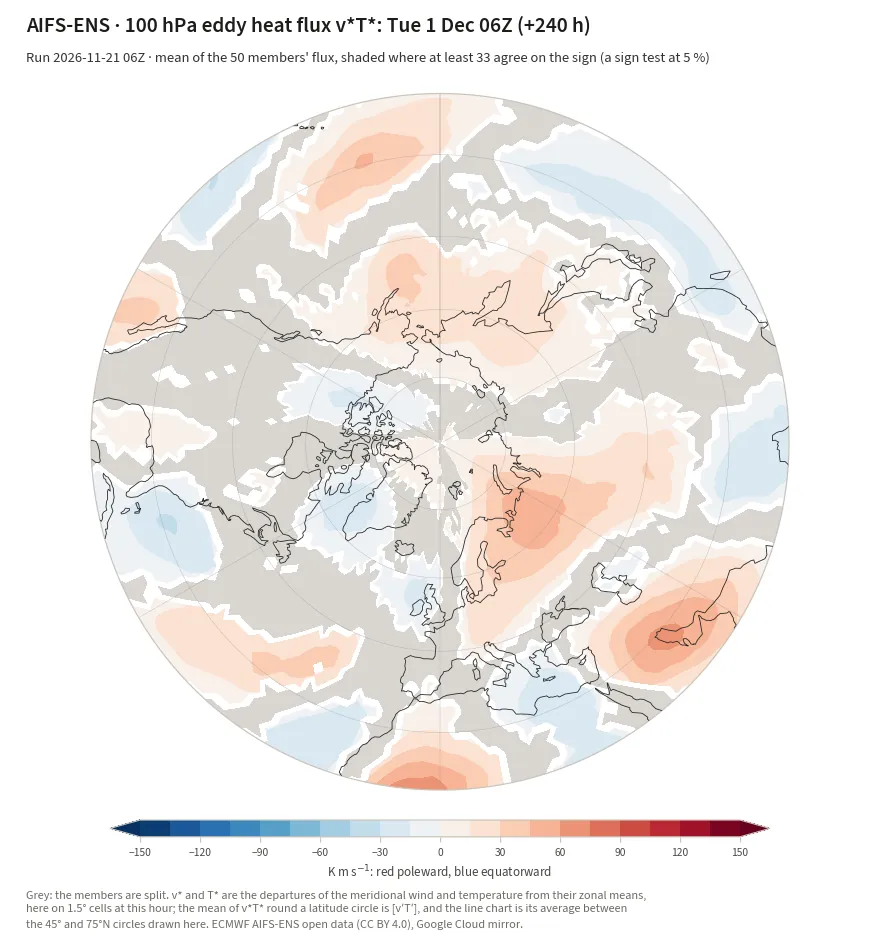 AIFS-ENS · 100 hPa eddy heat flux v*T*: Tue 1 Dec 06Z (+240 h)
Run 2026-11-21 06Z · mean of the 50 members' flux, shaded where at least 33 agree on the sign (a sign test at 5 %)
−150 −120 −90 −60 −30 0 30 60 90 120 150
K m s⁻¹: red poleward, blue equatorward
Grey: the members are split. v* and T* are the departures of the meridional wind and temperature from their zonal means,
here on 1.5° cells at this hour; the mean of v*T* round a latitude circle is [v'T'], and the line chart is its average between
the 45° and 75°N circles drawn here. ECMWF AIFS-ENS open data (CC BY 4.0), Google Cloud mirror.